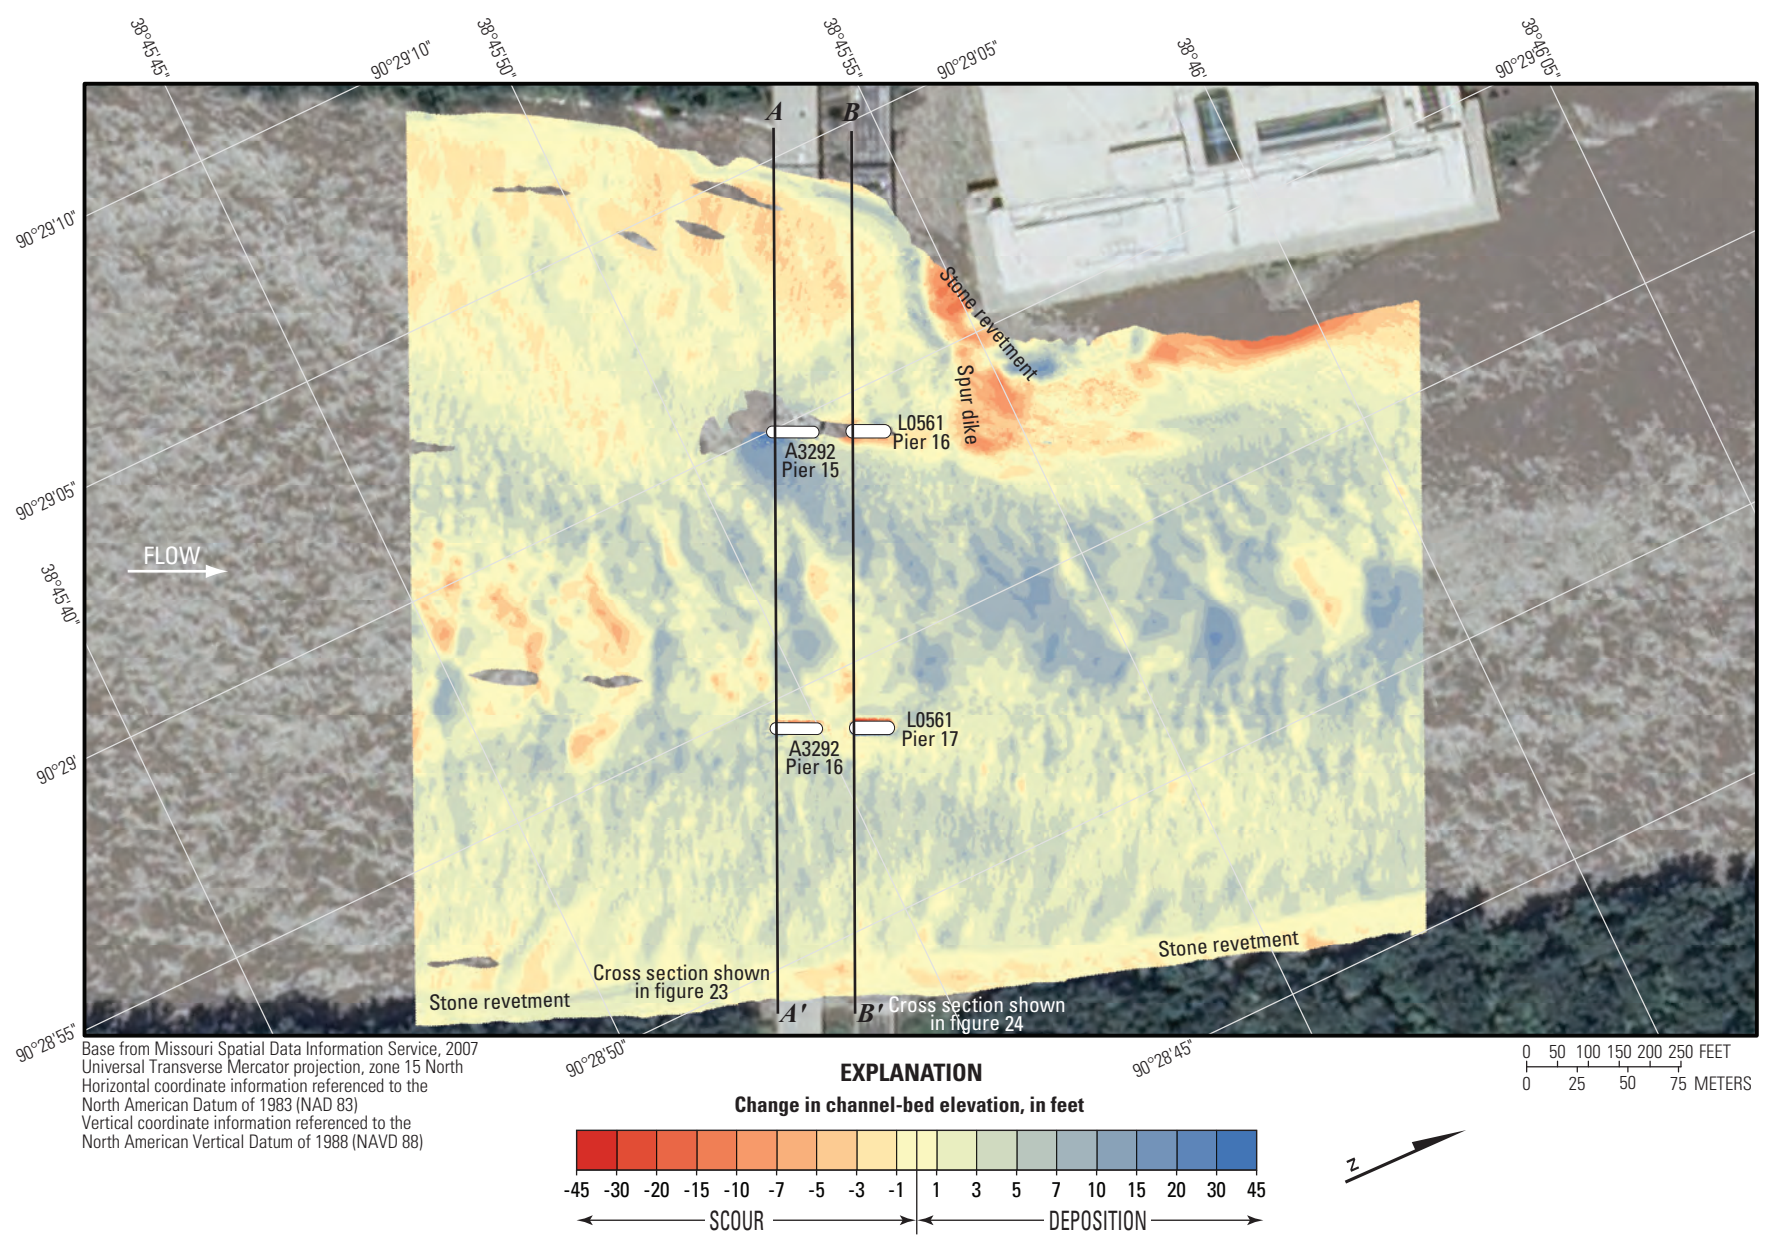 38°45'45"
90°29'10"
38°45'50"
38°45'55"
90°29'05"
38°46'
38°46'05"
90°29'05"
A
B
90°29'10"
Stone revetment
Spur dike
L0561
Pier 16
A3292
Pier 15
90°29'05"
FLOW
38°45'40"
L0561
Pier 17
A3292
Pier 16
90°29'
Stone revetment
Cross section shown
in figure 23
Stone revetment
A'
B'
Cross section shown
in figure 24
90°28'55"
90°28'50"
90°28'45"
Base from Missouri Spatial Data Information Service, 2007
Universal Transverse Mercator projection, zone 15 North
Horizontal coordinate information referenced to the
North American Datum of 1983 (NAD 83)
Vertical coordinate information referenced to the
North American Vertical Datum of 1988 (NAVD 88)
0 50 100 150 200 250 FEET
0 25 50 75 METERS
EXPLANATION
Change in channel-bed elevation, in feet
-45 -30 -20 -15 -10 -7 -5 -3 -1 1 3 5 7 10 15 20 30 45
SCOUR
DEPOSITION
N